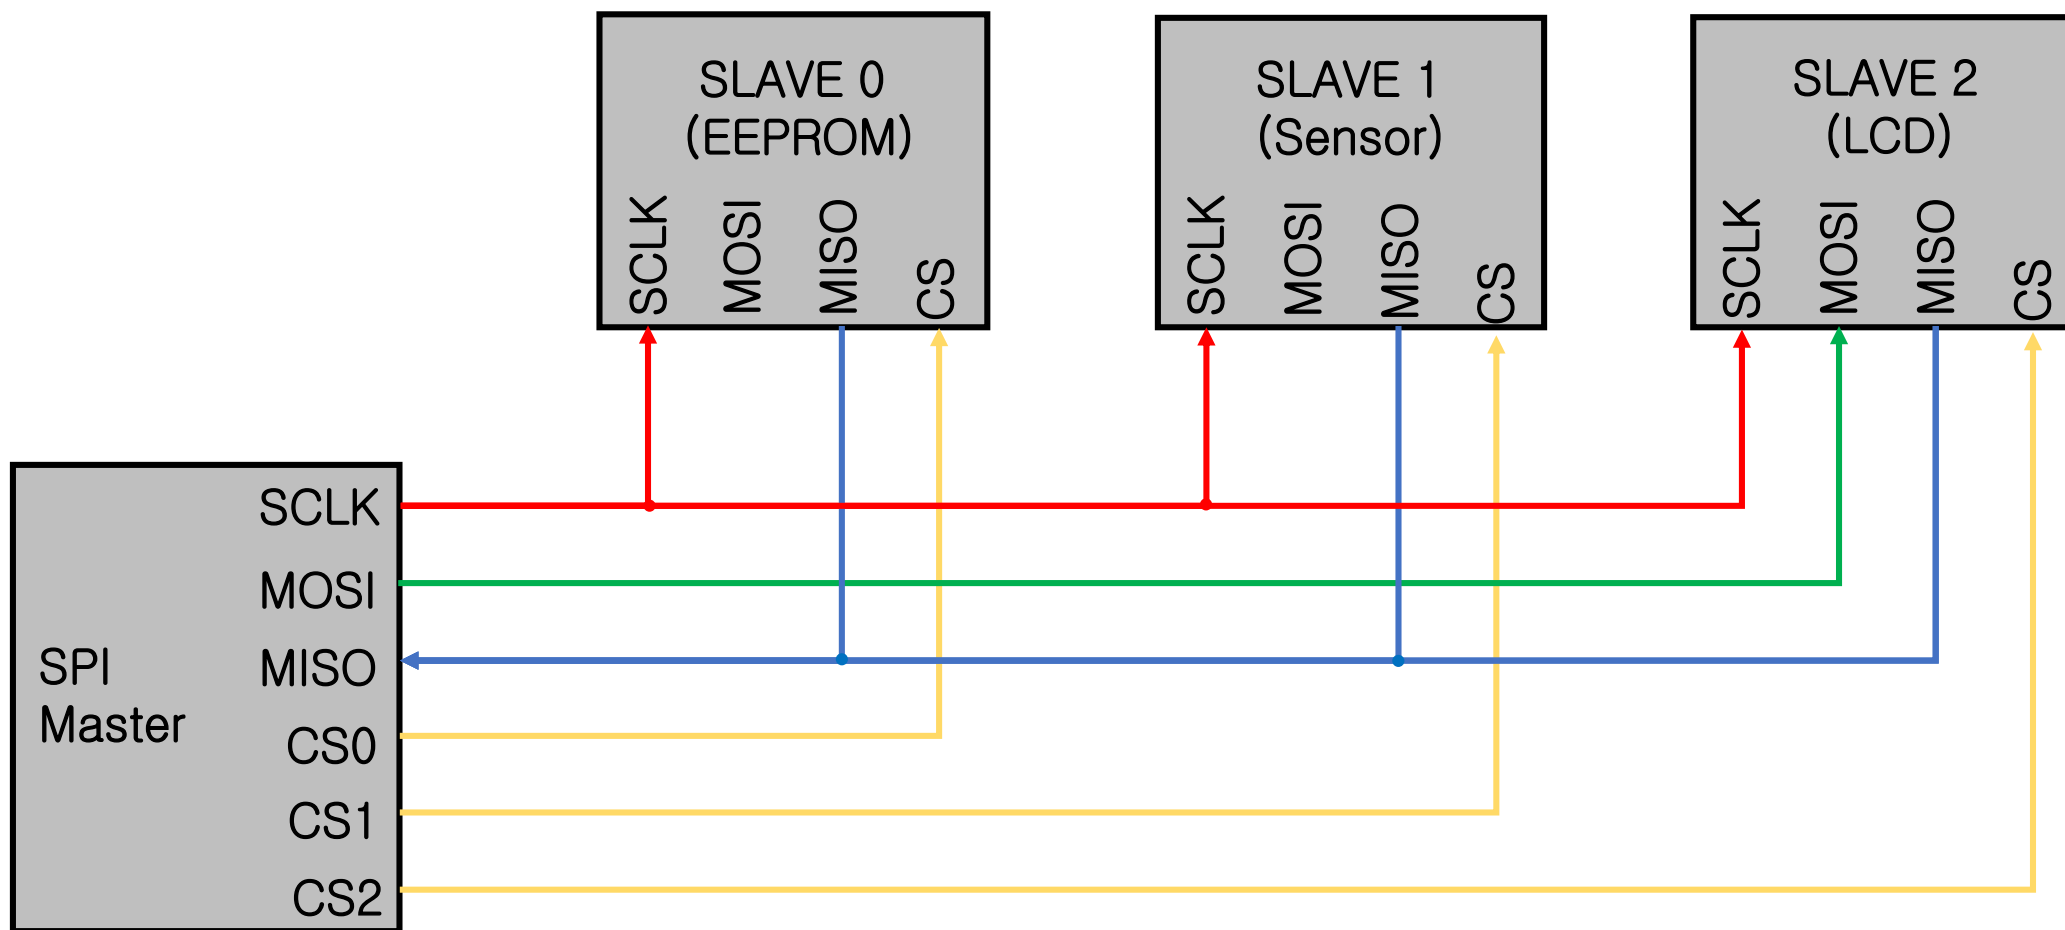 SLAVE 0
(EEPROM)
SCLK
MOSI
MISO
CS
SLAVE 1
(Sensor)
SCLK
MOSI
MISO
CS
SLAVE 2
(LCD)
SCLK
MOSI
MISO
CS
SPI
Master
SCLK
MOSI
MISO
CS0
CS1
CS2